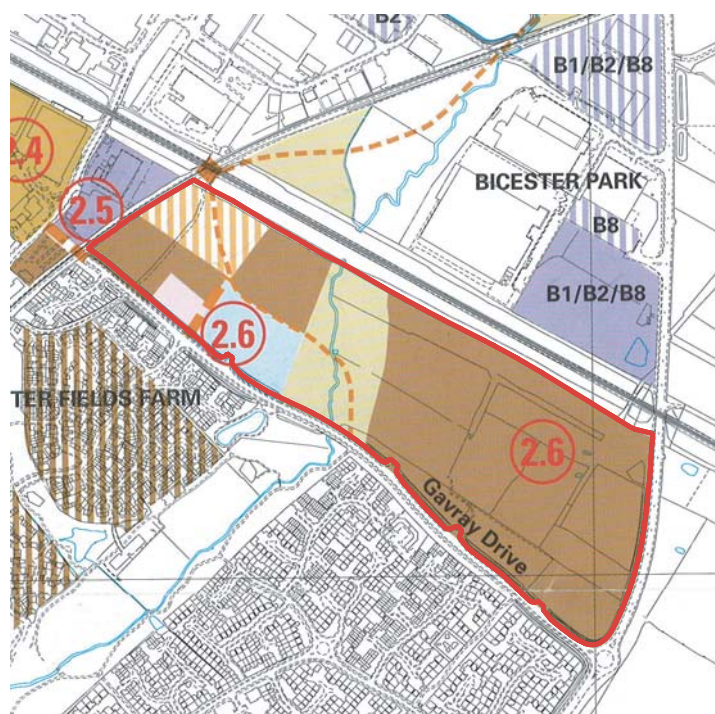 B2
B1/B2/B8
BICESTER PARK
2.5
B8
B1/B2/B8
2.6
TER FIELDS FARM
2.6
Gavray Drive